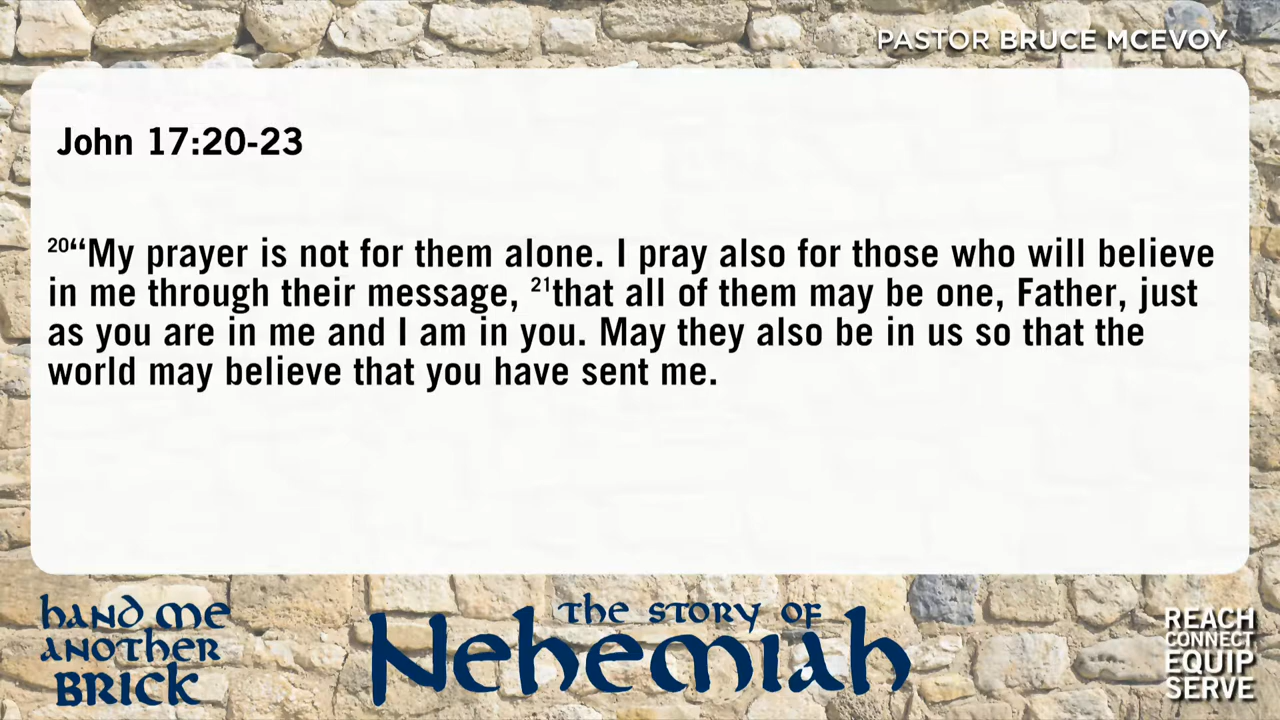 PASTOR BRUCE MCEVOY
John 17:20-23
20“My prayer is not for them alone. I pray also for those who will believe
in me through their message, 21that all of them may be one, Father, just
as you are in me and I am in you. May they also be in us so that the
world may believe that you have sent me.
hand me
another
BRICK
the story of
Nehemiah
REACH
CONNECT
EQUIP
SERVE